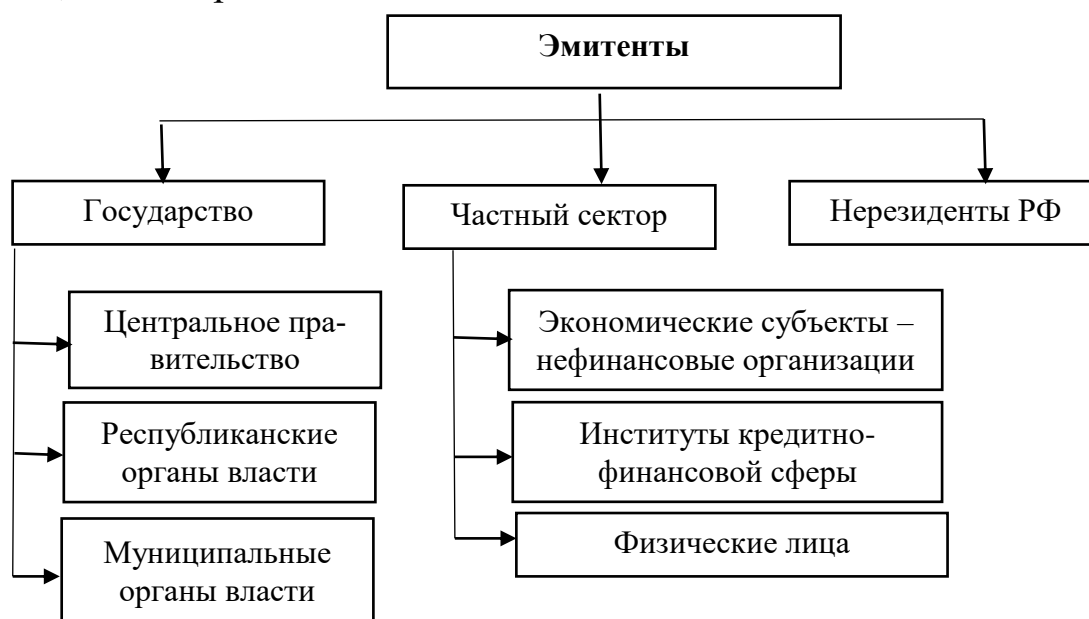 Эмитенты
Государство
Частный сектор
Нерезиденты РФ
Центральное пра-
вительство
Республиканские
органы власти
Муниципальные
органы власти
Экономические субъекты –
нефинансовые организации
Институты кредитно-
финансовой сферы
Физические лица